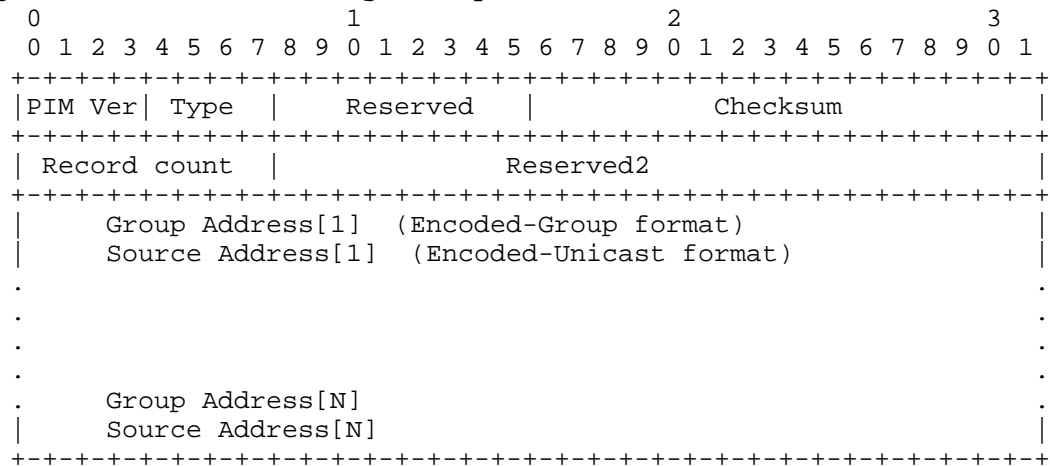 0                   1                   2                   3
 0 1 2 3 4 5 6 7 8 9 0 1 2 3 4 5 6 7 8 9 0 1 2 3 4 5 6 7 8 9 0 1
+-+-+-+-+-+-+-+-+-+-+-+-+-+-+-+-+-+-+-+-+-+-+-+-+-+-+-+-+-+-+-+-+
|PIM Ver| Type  |    Reserved   |           Checksum            |
+-+-+-+-+-+-+-+-+-+-+-+-+-+-+-+-+-+-+-+-+-+-+-+-+-+-+-+-+-+-+-+-+
| Record count  |              Reserved2                        |
+-+-+-+-+-+-+-+-+-+-+-+-+-+-+-+-+-+-+-+-+-+-+-+-+-+-+-+-+-+-+-+-+
|     Group Address[1]  (Encoded-Group format)                  |
|     Source Address[1]  (Encoded-Unicast format)               |
.                                                               .
.                                                               .
.                                                               .
.                                                               .
.     Group Address[N]                                          .
|     Source Address[N]                                         |
+-+-+-+-+-+-+-+-+-+-+-+-+-+-+-+-+-+-+-+-+-+-+-+-+-+-+-+-+-+-+-+-+